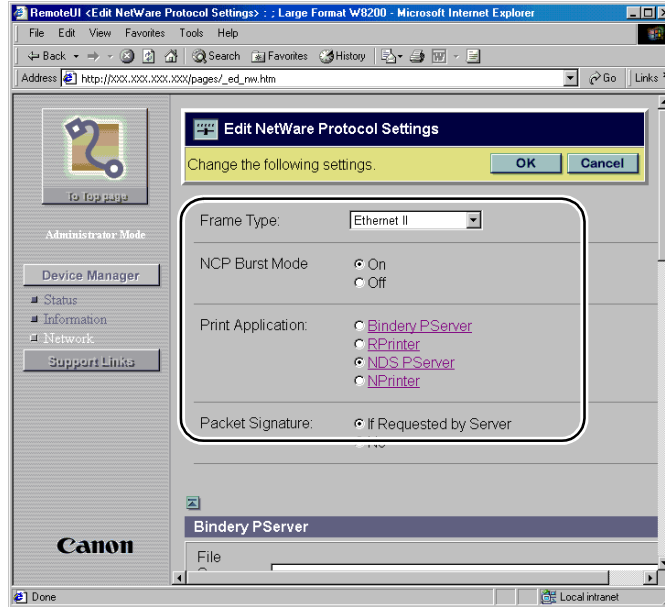 RemoteUI <Edit NetWare Protocol Settings> : ; Large Format W8200 - Microsoft Internet Explorer
File Edit View Favorites Tools Help
Back Search Favorites History
Address http://XXX.XXX.XXX.XXX/pages/_ed_nw.htm Go Links
To Top page
Administrator Mode
Device Manager
Status
Information
Network
Support Links
Canon
Edit NetWare Protocol Settings
Change the following settings. OK Cancel
Frame Type: Ethernet II
NCP Burst Mode On
Off
Print Application: Bindery PServer
RPrinter
NDS PServer
NPrinter
Packet Signature: If Requested by Server
Bindery PServer
File
Done Local intranet